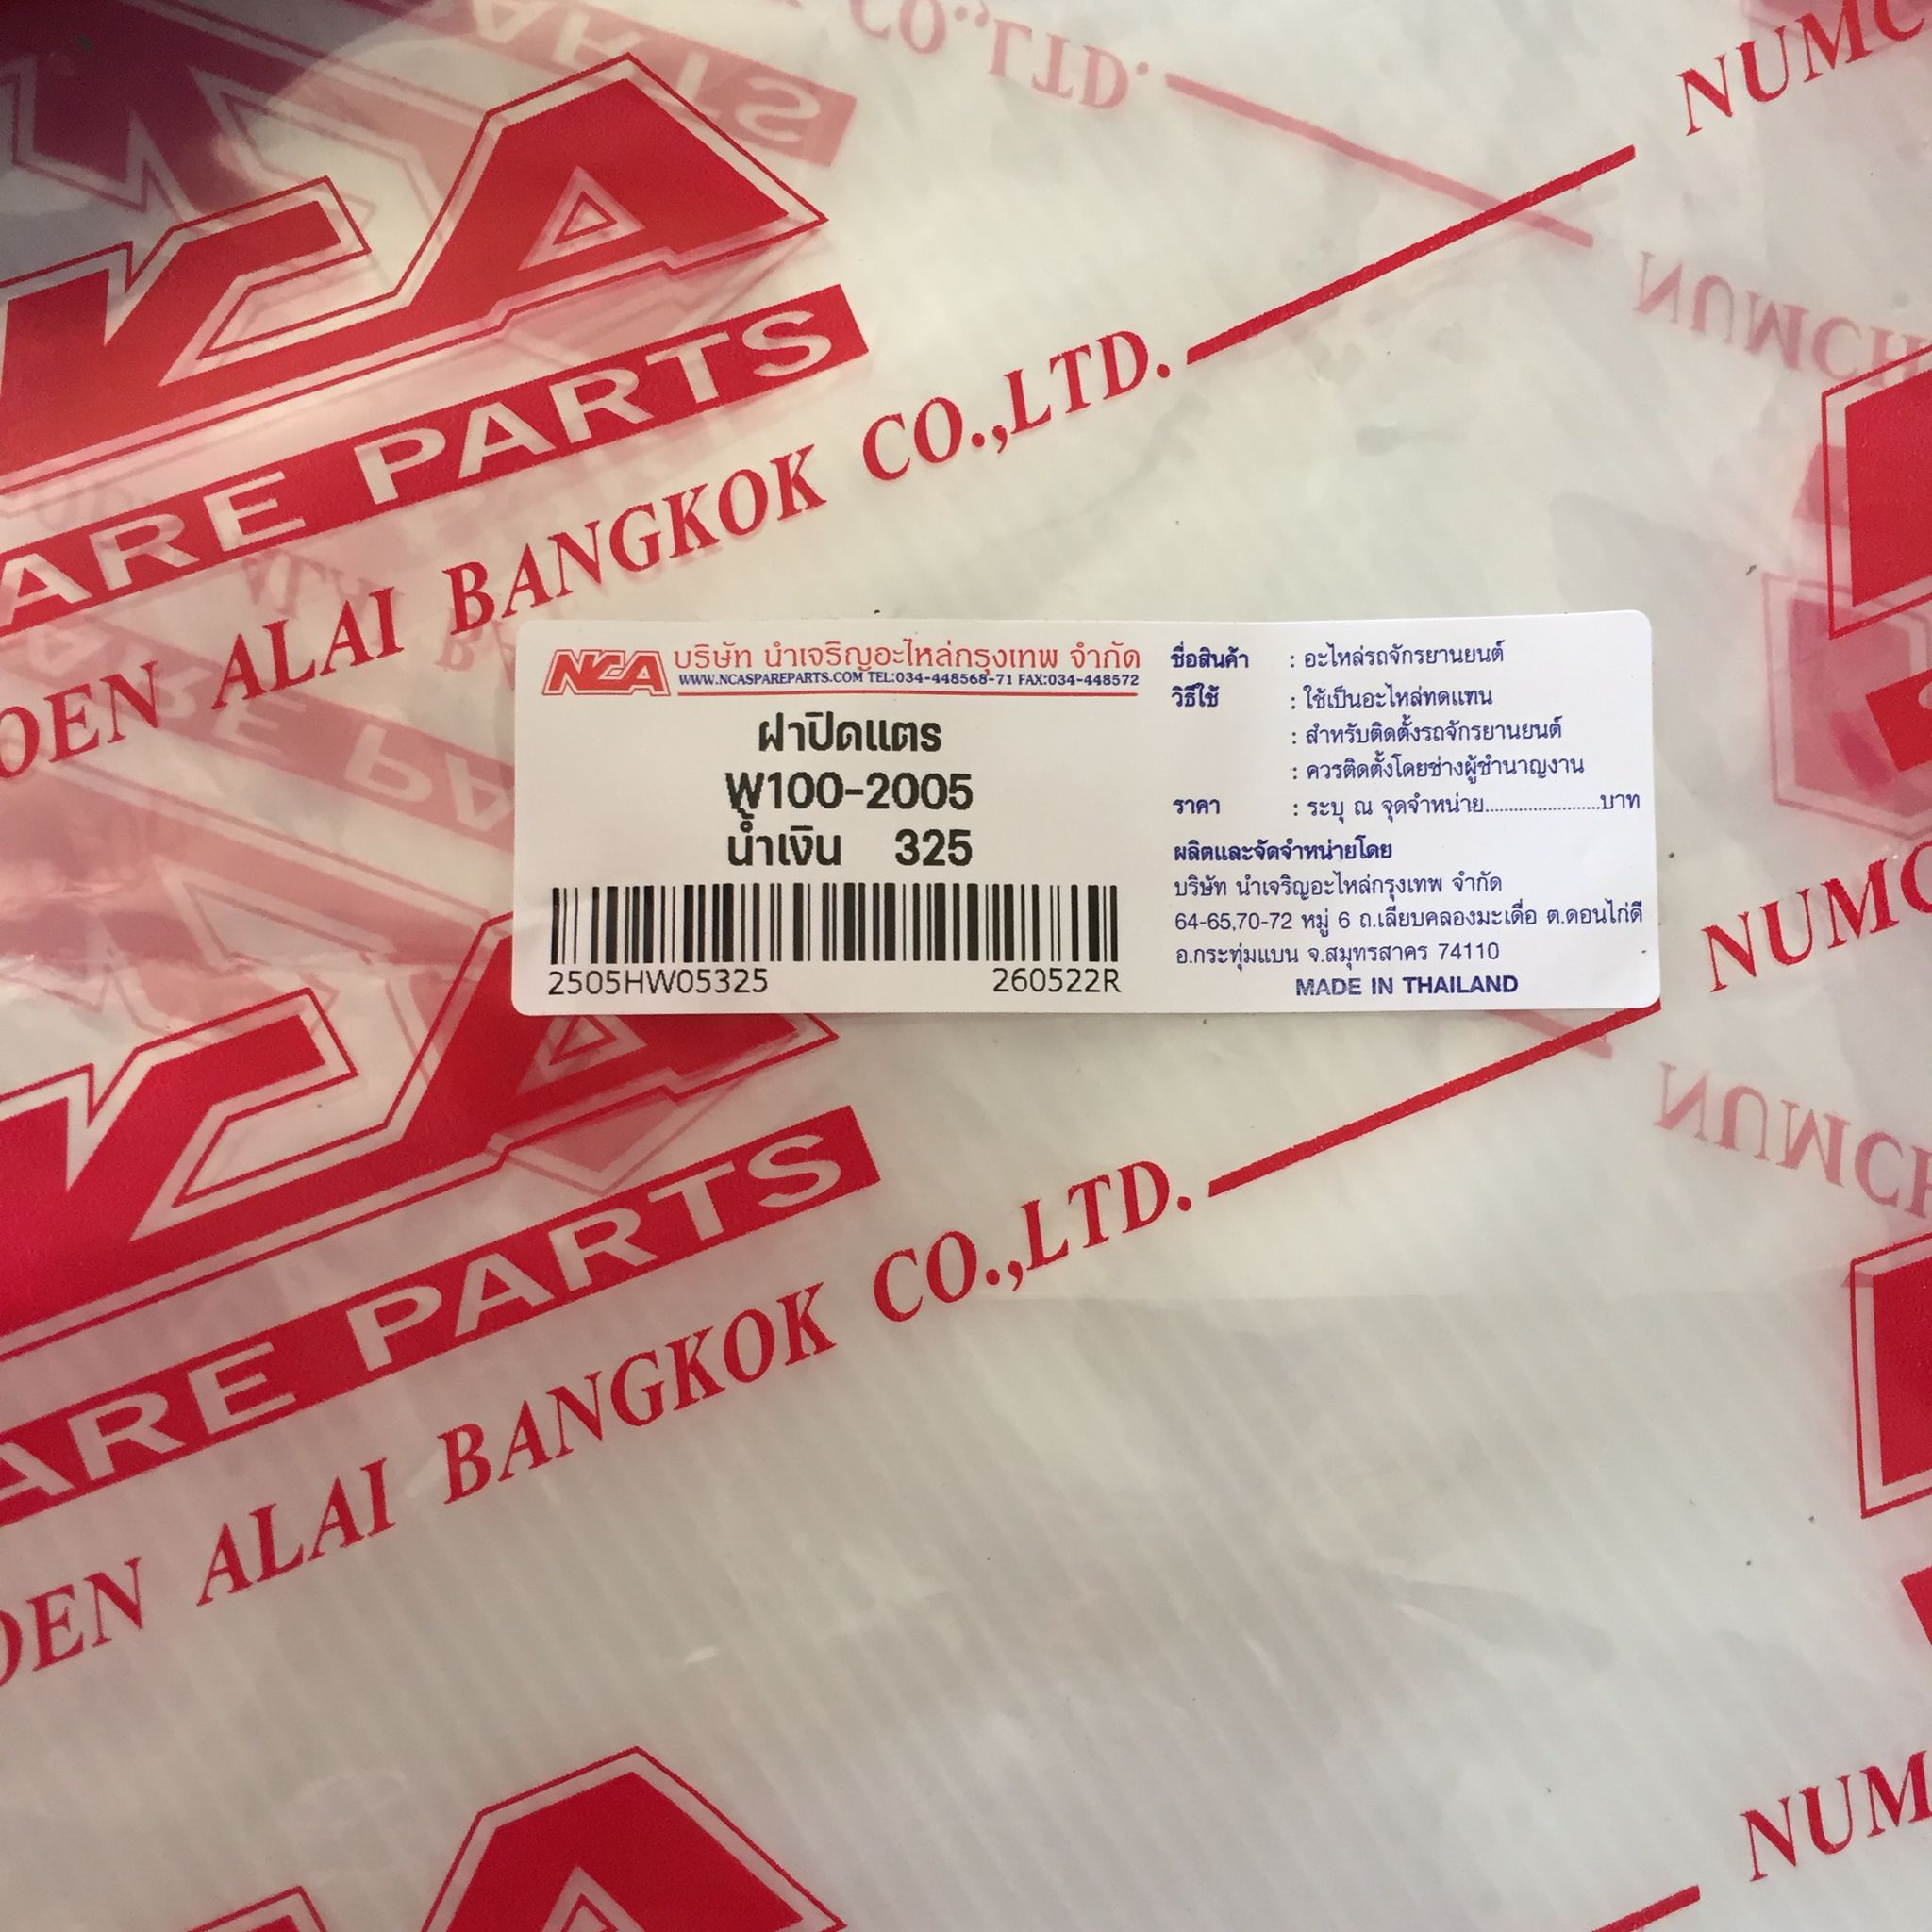 CA
ARE PARTS
OEN ALAI BANGKOK CO.,LTD.
NUMC
NUMCH
NCA บริษัท นำเจริญอะไหล่กรุงเทพ จำกัด
WWW.NCASPAREPARTS.COM TEL:034-448568-71 FAX:034-448572
ฝาปิดแตร
W100-2005
น้ำเงิน 325
2505HW05325 260522R
ชื่อสินค้า : อะไหล่รถจักรยานยนต์
วิธีใช้ : ใช้เป็นอะไหล่ทดแทน
: สำหรับติดตั้งรถจักรยานยนต์
: ควรติดตั้งโดยช่างผู้ชำนาญงาน
ราคา : ระบุ ณ จุดจำหน่าย........................บาท
ผลิตและจัดจำหน่ายโดย
บริษัท นำเจริญอะไหล่กรุงเทพ จำกัด
64-65,70-72 หมู่ 6 ถ.เลียบคลองมะเดื่อ ต.ดอนไก่ดี
อ.กระทุ่มแบน จ.สมุทรสาคร 74110
MADE IN THAILAND
NUMC
NUMCH
CA
ARE PARTS
OEN ALAI BANGKOK CO.,LTD.
NUM